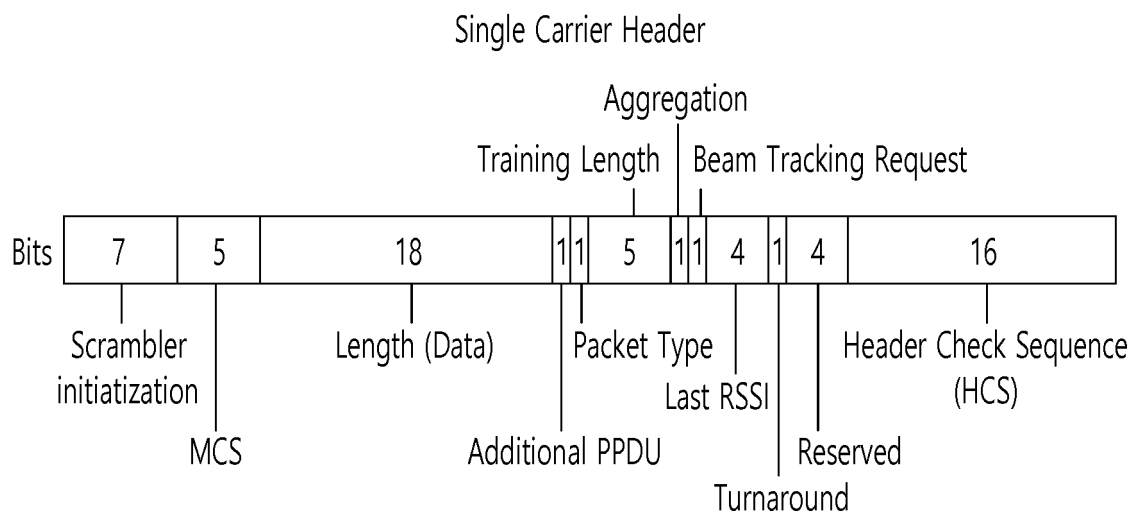 Single Carrier Header
Aggregation
Training Length
Beam Tracking Request
Bits 7 5 18 1 1 5 1 1 4 1 4 16
Scrambler
initiatization
Length (Data)
Packet Type
Header Check Sequence
(HCS)
Last RSSI
MCS
Additional PPDU
Reserved
Turnaround